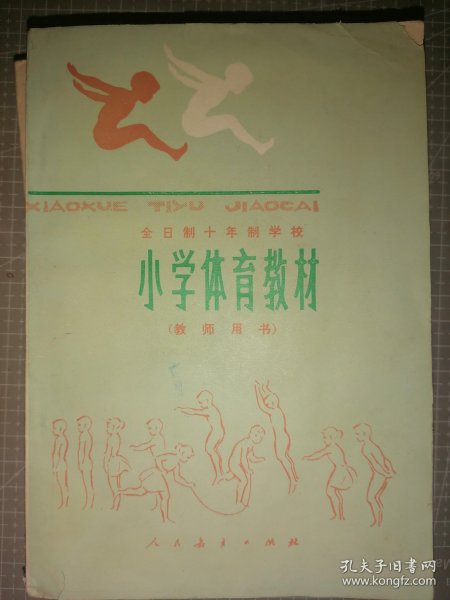 XIAOXUE TIYU JIAOCAI
全日制十年制学校
小学体育教材
(教师用书)
人民教育出版社
孔夫子旧书网
www.kongfz.com